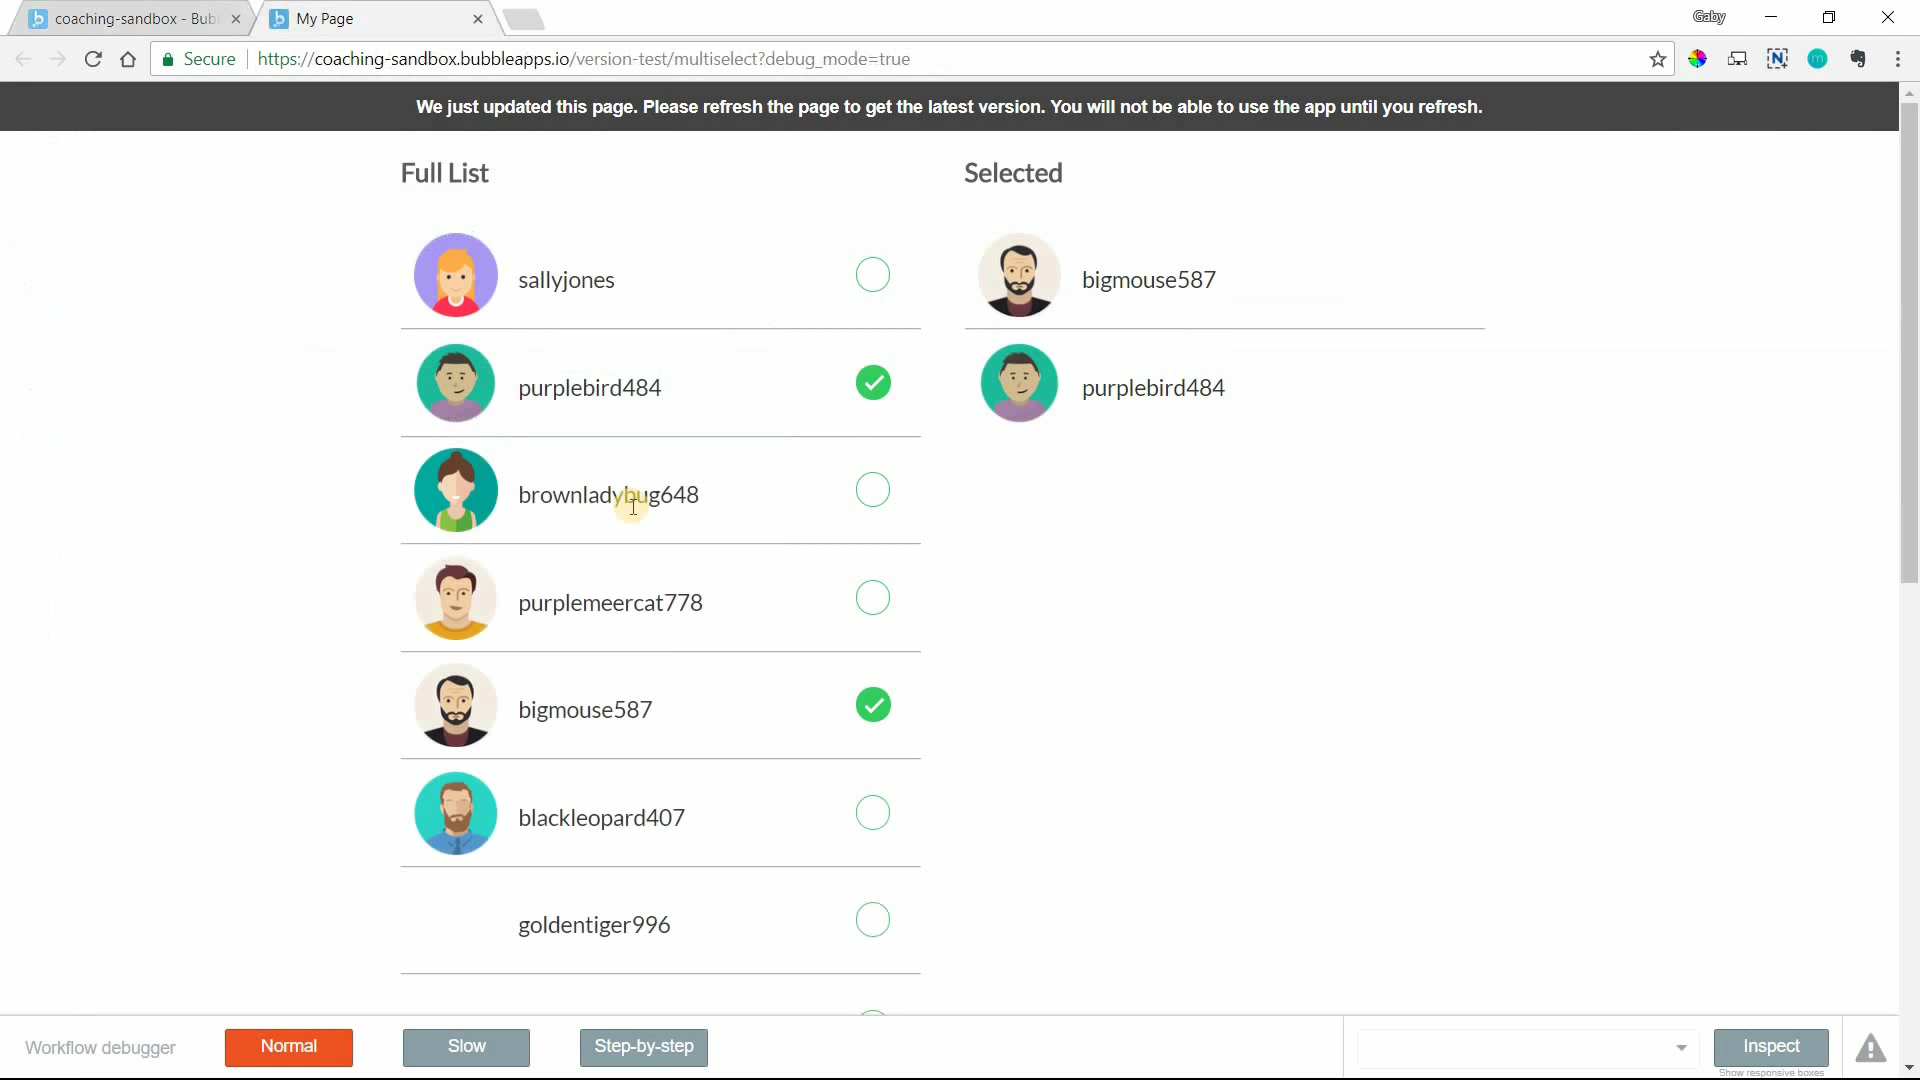 coaching-sandbox - Bub
My Page
Gaby
Secure
https://coaching-sandbox.bubbleapps.io/version-test/multiselect?debug_mode=true
We just updated this page. Please refresh the page to get the latest version. You will not be able to use the app until you refresh.
Full List
Selected
sallyjones
bigmouse587
purplebird484
purplebird484
brownladybug648
purplemeercat778
bigmouse587
blackleopard407
goldentiger996
Workflow debugger
Normal
Slow
Step-by-step
Inspect
Show responsive boxes